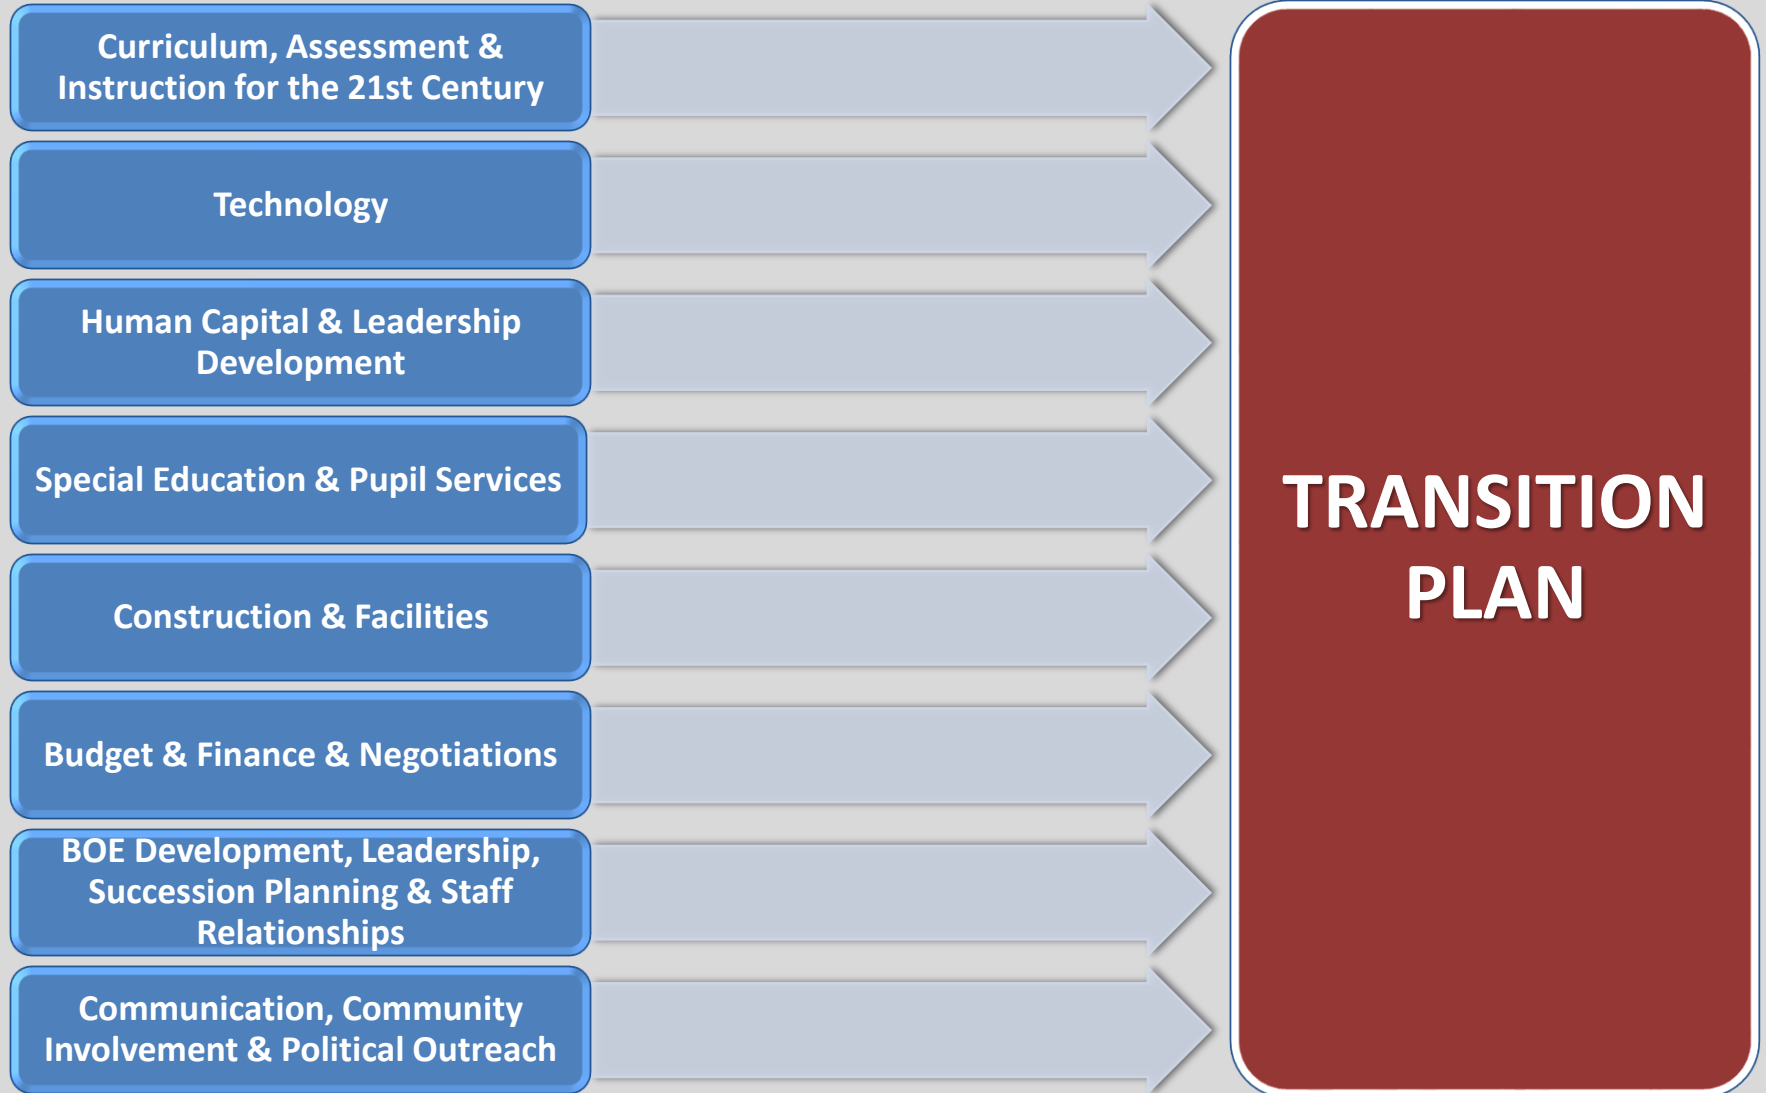 Curriculum, Assessment &
Instruction for the 21st Century
Technology
Human Capital & Leadership
Development
Special Education & Pupil Services
Construction & Facilities
Budget & Finance & Negotiations
BOE Development, Leadership,
Succession Planning & Staff
Relationships
Communication, Community
Involvement & Political Outreach
TRANSITION
PLAN